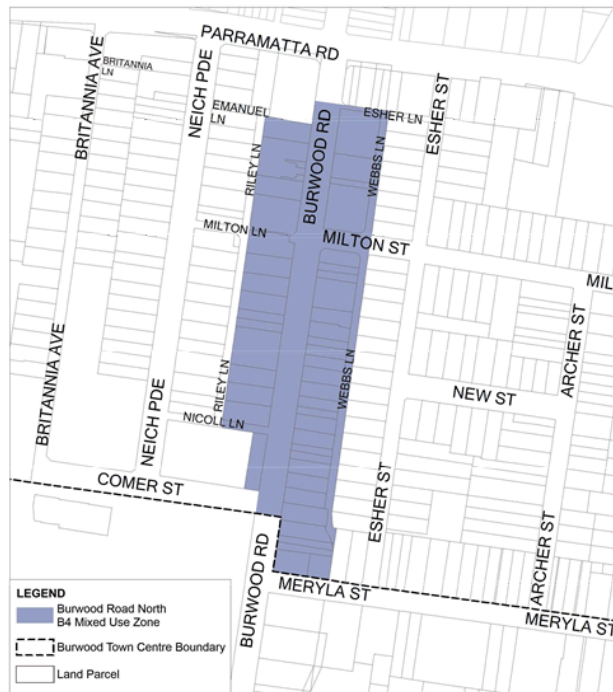 PARRAMATTA RD
BRITANNIA AVE
BRITANNIA
LN
NEICH PDE
EMANUEL
LN
RILEY LN
BURWOOD RD
ESHER LN
WEBBS LN
ESHER ST
MILTON LN
MILTON ST
MIL
ARCHER ST
BRITANNIA AVE
NEICH PDE
RILEY LN
NICOLL LN
WEBBS LN
NEW ST
COMER ST
ESHER ST
ARCHER ST
BURWOOD RD
MERYLA ST
MERYLA ST
LEGEND
Burwood Road North
B4 Mixed Use Zone
Burwood Town Centre Boundary
Land Parcel